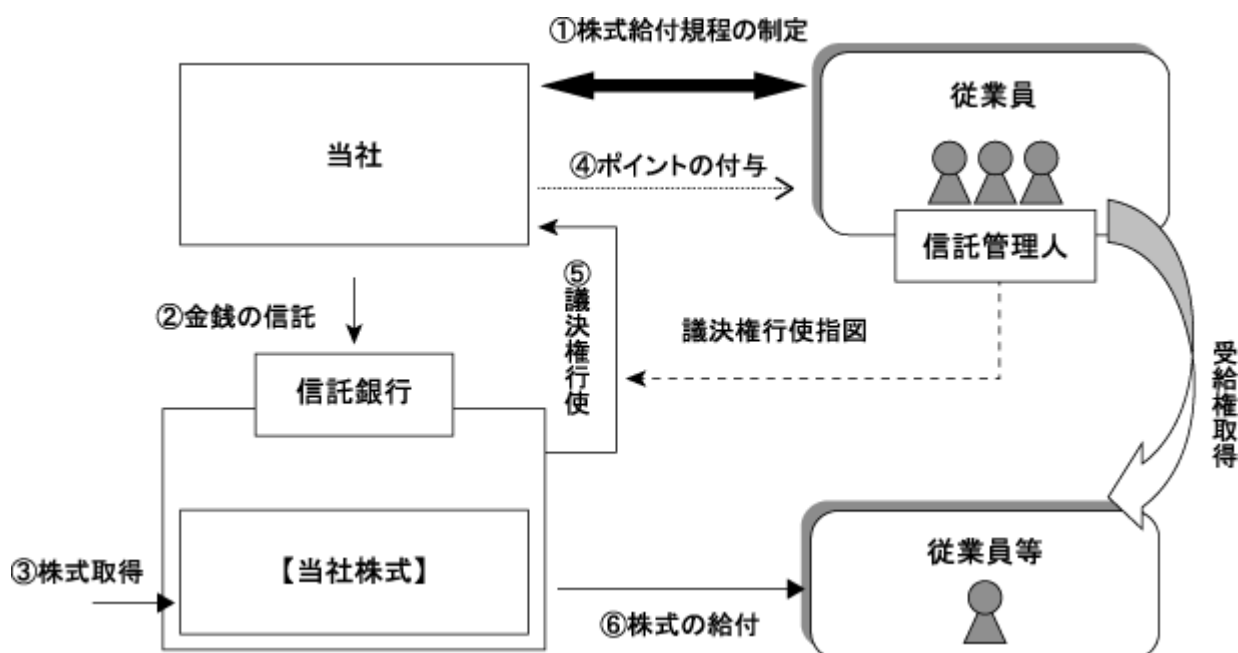 ①株式給付規程の制定
従業員
当社
④ポイントの付与
信託管理人
⑤議決権行使
②金銭の信託
議決権行使指図
受給権取得
信託銀行
従業員等
③株式取得
【当社株式】
⑥株式の給付